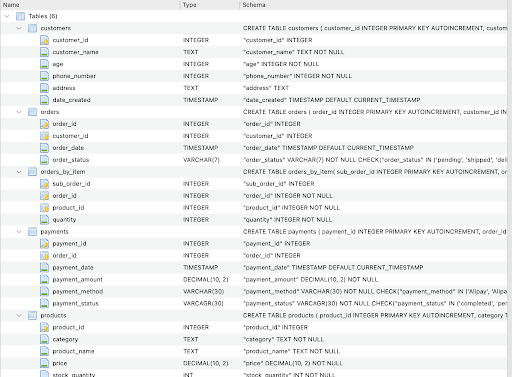 Name Type Schema
Tables (6)
customers CREATE TABLE customers ( customer_id INTEGER PRIMARY KEY AUTOINCREMENT, custom
customer_id INTEGER "customer_id" INTEGER
customer_name TEXT "customer_name" TEXT NOT NULL
age INTEGER "age" INTEGER NOT NULL
phone_number INTEGER "phone_number" INTEGER NOT NULL
address TEXT "address" TEXT
date_created TIMESTAMP "date_created" TIMESTAMP DEFAULT CURRENT_TIMESTAMP
orders CREATE TABLE orders ( order_id INTEGER PRIMARY KEY AUTOINCREMENT, customer_id IN
order_id INTEGER "order_id" INTEGER
customer_id INTEGER "customer_id" INTEGER
order_date TIMESTAMP "order_date" TIMESTAMP DEFAULT CURRENT_TIMESTAMP
order_status VARCHAR(7) "order_status" VARCHAR(7) NOT NULL CHECK("order_status" IN ('pending', 'shipped', 'deli
orders_by_item CREATE TABLE orders_by_item( sub_order_id INTEGER PRIMARY KEY AUTOINCREMENT, order
sub_order_id INTEGER "sub_order_id" INTEGER
order_id INTEGER "order_id" INTEGER NOT NULL
product_id INTEGER "product_id" INTEGER NOT NULL
quantity INTEGER "quantity" INTEGER NOT NULL
payments CREATE TABLE payments ( payment_id INTEGER PRIMARY KEY AUTOINCREMENT, order_id
payment_id INTEGER "payment_id" INTEGER
order_id INTEGER "order_id" INTEGER
payment_date TIMESTAMP "payment_date" TIMESTAMP DEFAULT CURRENT_TIMESTAMP
payment_amount DECIMAL(10, 2) "payment_amount" DECIMAL(10, 2) NOT NULL
payment_method VARCHAR(30) "payment_method" VARCHAR(30) NOT NULL CHECK("payment_method" IN ('Alipay', 'Ali
payment_status VARCAGR(30) "payment_status" VARCAGR(30) NOT NULL CHECK("payment_status" IN ('completed', 'per
products CREATE TABLE products ( product_id INTEGER PRIMARY KEY AUTOINCREMENT, category T
product_id INTEGER "product_id" INTEGER
category TEXT "category" TEXT NOT NULL
product_name TEXT "product_name" TEXT NOT NULL
price DECIMAL(10, 2) "price" DECIMAL(10, 2) NOT NULL
stock_quantity INT "stock_quantity" INT NOT NULL